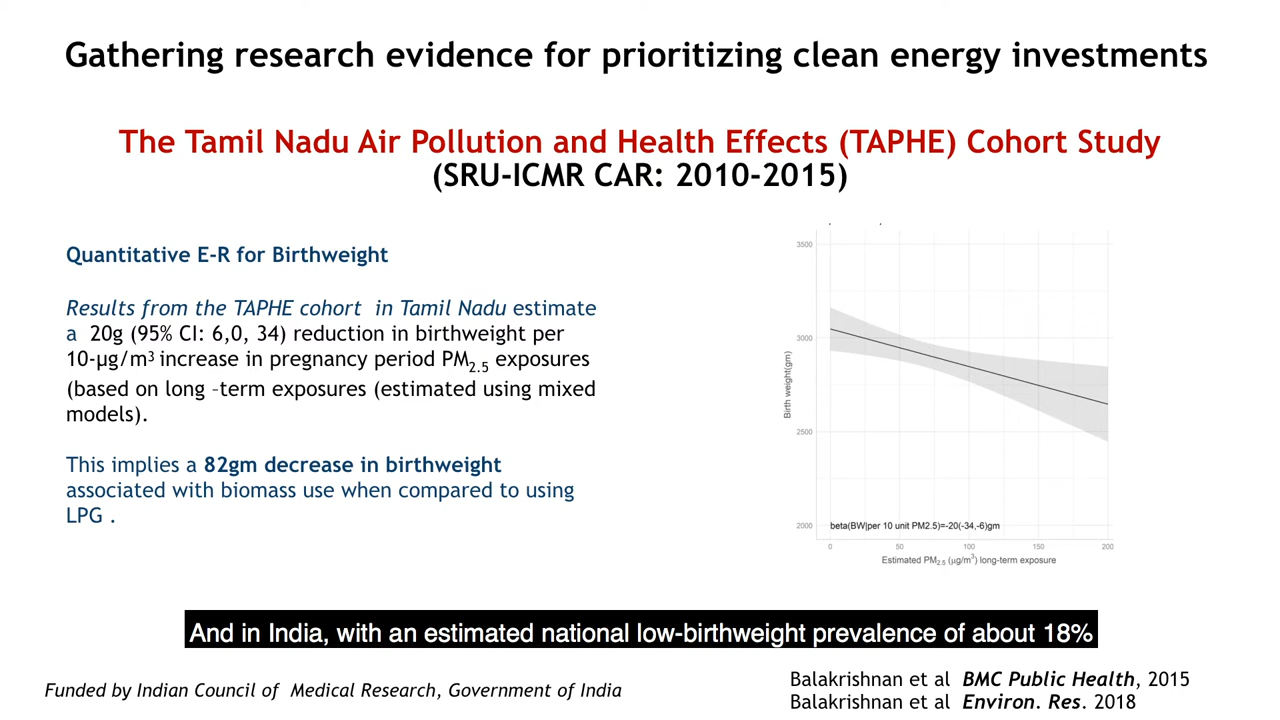 Gathering research evidence for prioritizing clean energy investments
The Tamil Nadu Air Pollution and Health Effects (TAPHE) Cohort Study
(SRU-ICMR CAR: 2010-2015)
Quantitative E-R for Birthweight
Results from the TAPHE cohort in Tamil Nadu estimate
a 20g (95% CI: 6,0, 34) reduction in birthweight per
10-µg/m³ increase in pregnancy period PM2.5 exposures
(based on long –term exposures (estimated using mixed
models).
This implies a 82gm decrease in birthweight
associated with biomass use when compared to using
LPG .
3500
3000
2500
2000
Birth weight(gm)
beta(BW|per 10 unit PM2.5)=-20(-34,-6)gm
0 50 100 150 200
Estimated PM2.5 (µg/m³) long-term exposure
And in India, with an estimated national low-birthweight prevalence of about 18%
Funded by Indian Council of Medical Research, Government of India
Balakrishnan et al BMC Public Health, 2015
Balakrishnan et al Environ. Res. 2018